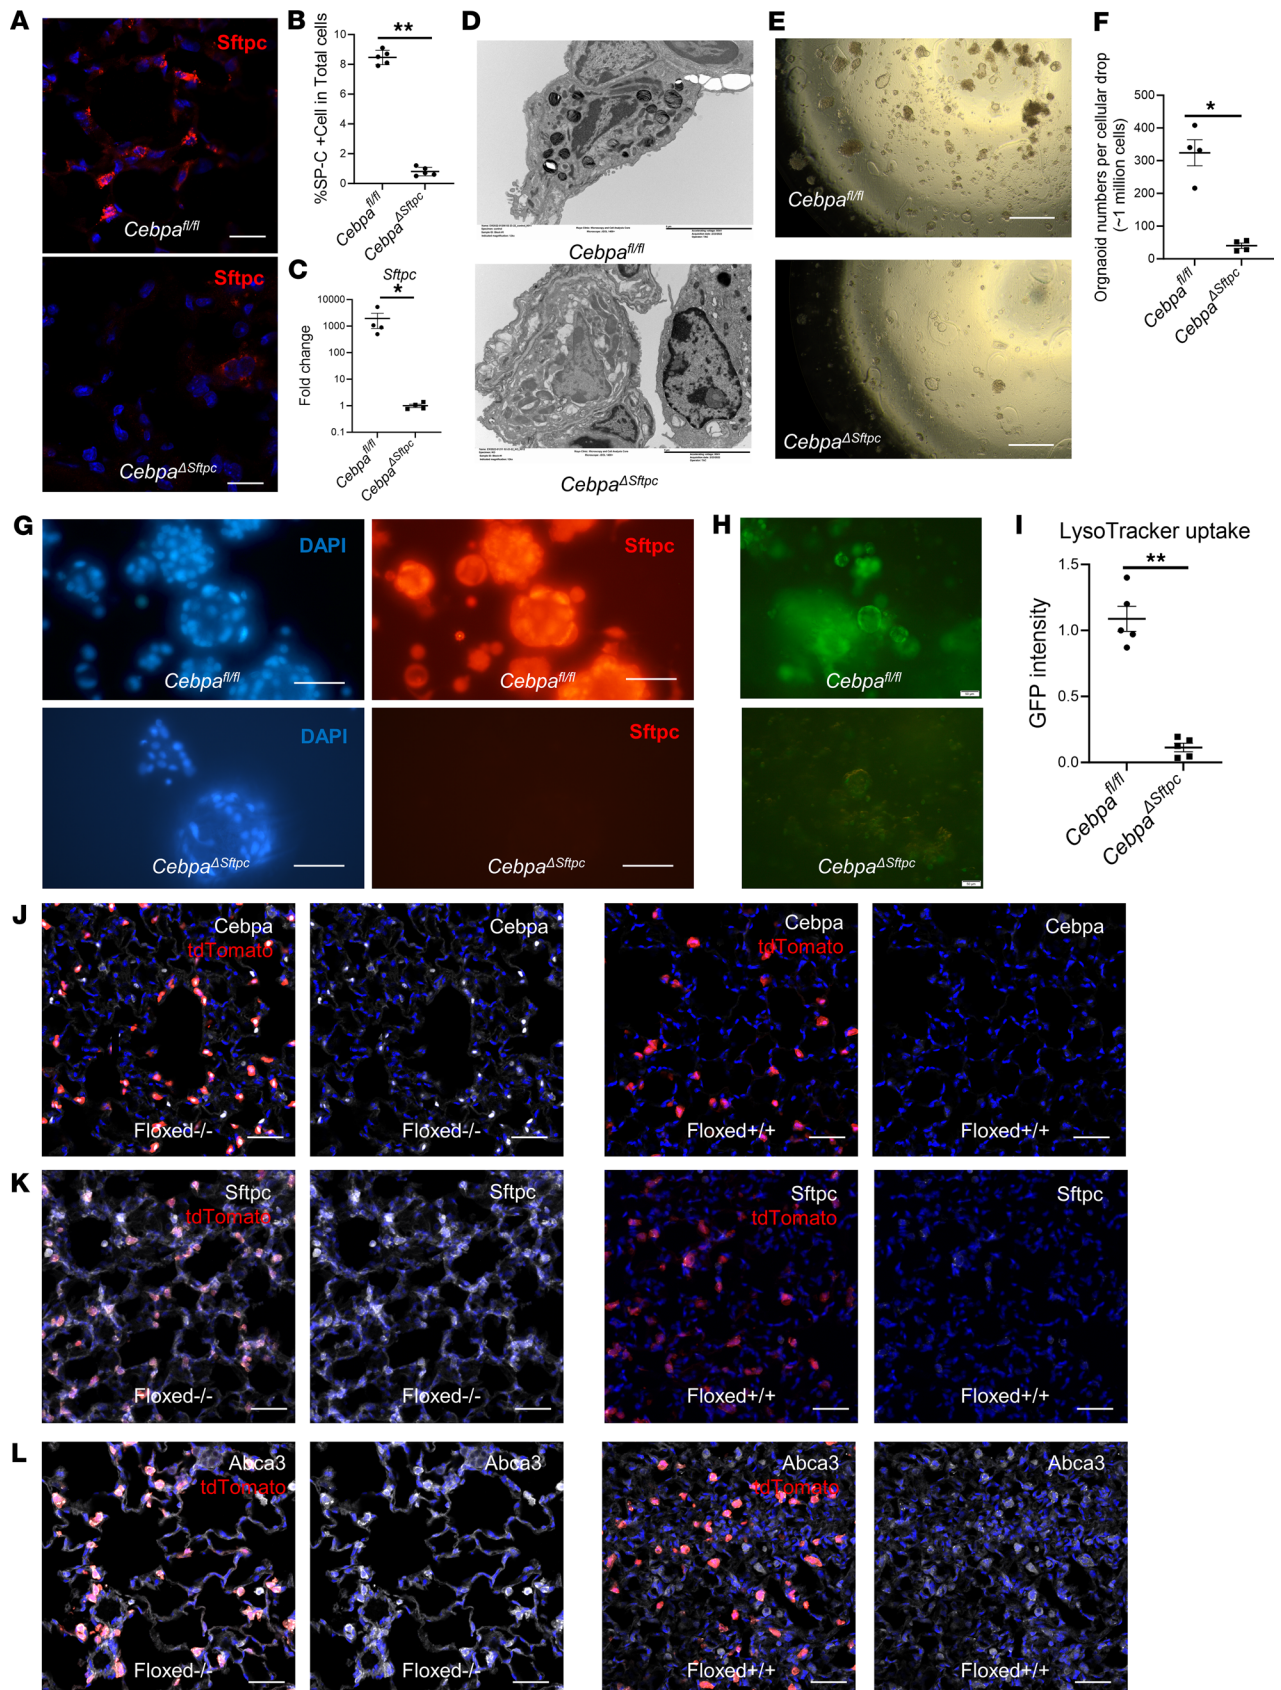 A
Sftpc
Cebpa^fl/fl
Sftpc
Cebpa^ΔSftpc
B
**
%SP-C +Cell in Total cells
10
8
6
4
2
0
Cebpa^fl/fl
Cebpa^ΔSftpc
C
Sftpc
*
Fold change
10000
1000
100
10
1
0.1
Cebpa^fl/fl
Cebpa^ΔSftpc
D
Cebpa^fl/fl
Cebpa^ΔSftpc
E
Cebpa^fl/fl
Cebpa^ΔSftpc
F
*
Orgnaoid numbers per cellular drop
(~1 million cells)
500
400
300
200
100
0
Cebpa^fl/fl
Cebpa^ΔSftpc
G
DAPI
Cebpa^fl/fl
Sftpc
Cebpa^fl/fl
DAPI
Cebpa^ΔSftpc
Sftpc
Cebpa^ΔSftpc
H
Cebpa^fl/fl
Cebpa^ΔSftpc
I
LysoTracker uptake
**
GFP intensity
1.5
1.0
0.5
0.0
Cebpa^fl/fl
Cebpa^ΔSftpc
J
Cebpa
tdTomato
Floxed-/-
Cebpa
Floxed-/-
Cebpa
tdTomato
Floxed+/+
Cebpa
Floxed+/+
K
Sftpc
tdTomato
Floxed-/-
Sftpc
Floxed-/-
Sftpc
tdTomato
Floxed+/+
Sftpc
Floxed+/+
L
Abca3
tdTomato
Floxed-/-
Abca3
Floxed-/-
Abca3
tdTomato
Floxed+/+
Abca3
Floxed+/+